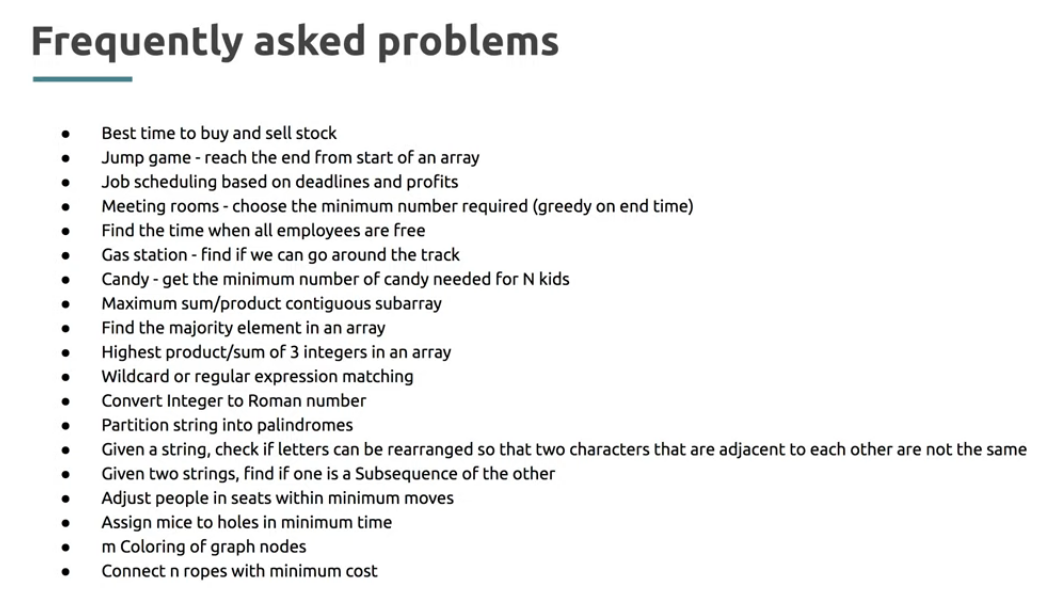 Frequently asked problems
● Best time to buy and sell stock
● Jump game - reach the end from start of an array
● Job scheduling based on deadlines and profits
● Meeting rooms - choose the minimum number required (greedy on end time)
● Find the time when all employees are free
● Gas station - find if we can go around the track
● Candy - get the minimum number of candy needed for N kids
● Maximum sum/product contiguous subarray
● Find the majority element in an array
● Highest product/sum of 3 integers in an array
● Wildcard or regular expression matching
● Convert Integer to Roman number
● Partition string into palindromes
● Given a string, check if letters can be rearranged so that two characters that are adjacent to each other are not the same
● Given two strings, find if one is a Subsequence of the other
● Adjust people in seats within minimum moves
● Assign mice to holes in minimum time
● m Coloring of graph nodes
● Connect n ropes with minimum cost